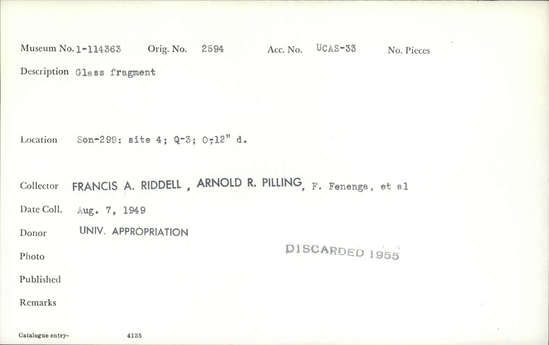 Museum No. 1-114363 Orig. No. 2594 Acc. No. UCAS-33 No. Pieces
Description Glass fragment
Location Son-299: site 4; Q-3; 0-12" d.
Collector FRANCIS A. RIDDELL, ARNOLD R. PILLING, F. Fenenga, et al
Date Coll. Aug. 7, 1949
Donor UNIV. APPROPRIATION
Photo DISCARDED 1955
Published
Remarks
Catalogue entry- 4135